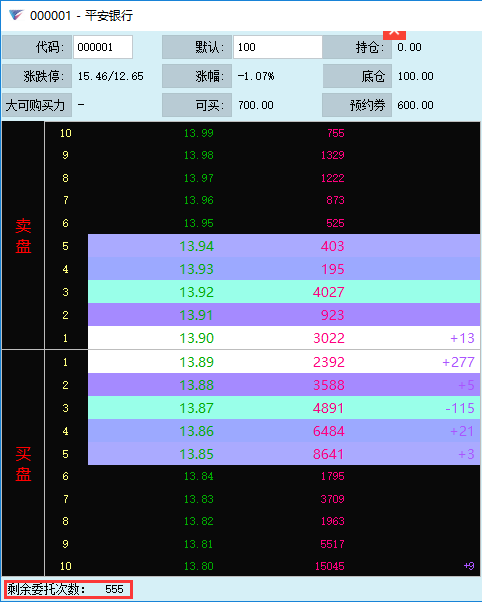 000001 - 平安银行
代码: 000001 默认: 100 持仓: 0.00
涨跌停: 15.46/12.65 涨幅: -1.07% 底仓 100.00
大可购买力 - 可买: 700.00 预约券 600.00
卖盘
10 13.99 755
9 13.98 1329
8 13.97 1222
7 13.96 873
6 13.95 525
5 13.94 403
4 13.93 195
3 13.92 4027
2 13.91 923
1 13.90 3022 +13
买盘
1 13.89 2392 +277
2 13.88 3588 +5
3 13.87 4891 -115
4 13.86 6484 +21
5 13.85 8641 +3
6 13.84 1795
7 13.83 3709
8 13.82 1963
9 13.81 5517
10 13.80 15045 +9
剩余委托次数: 555